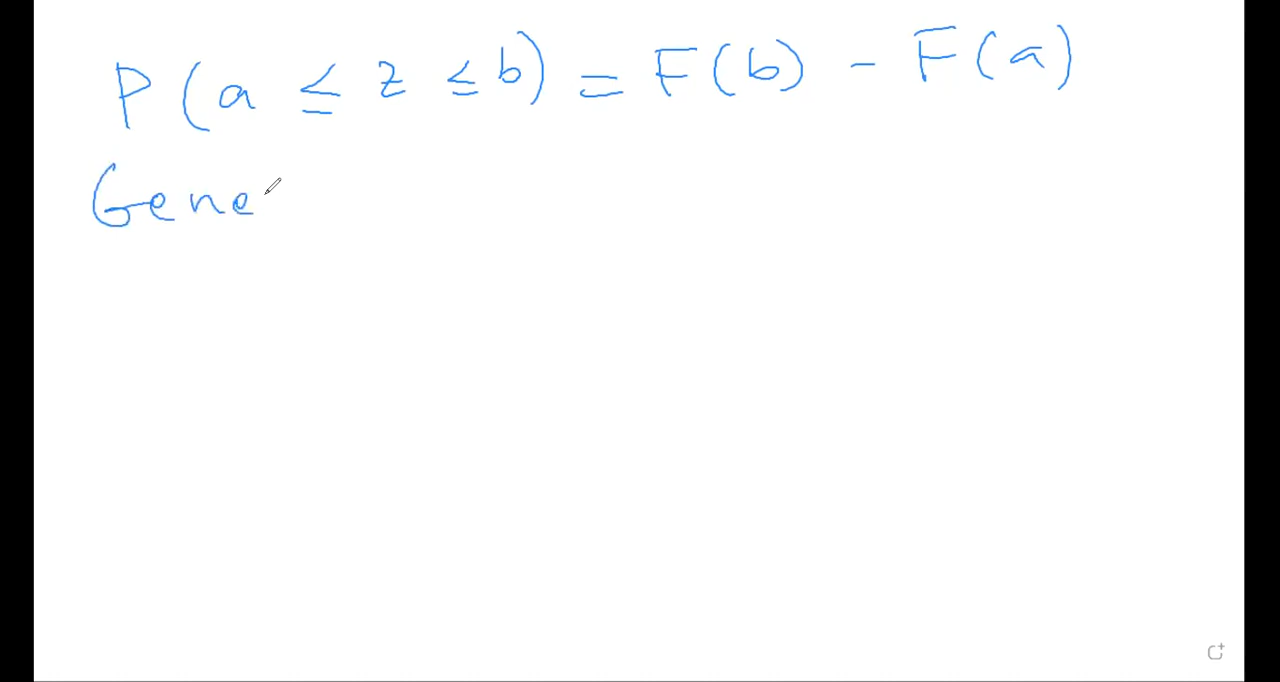 P(a ≤ z ≤ b) = F(b) - F(a)
Gene